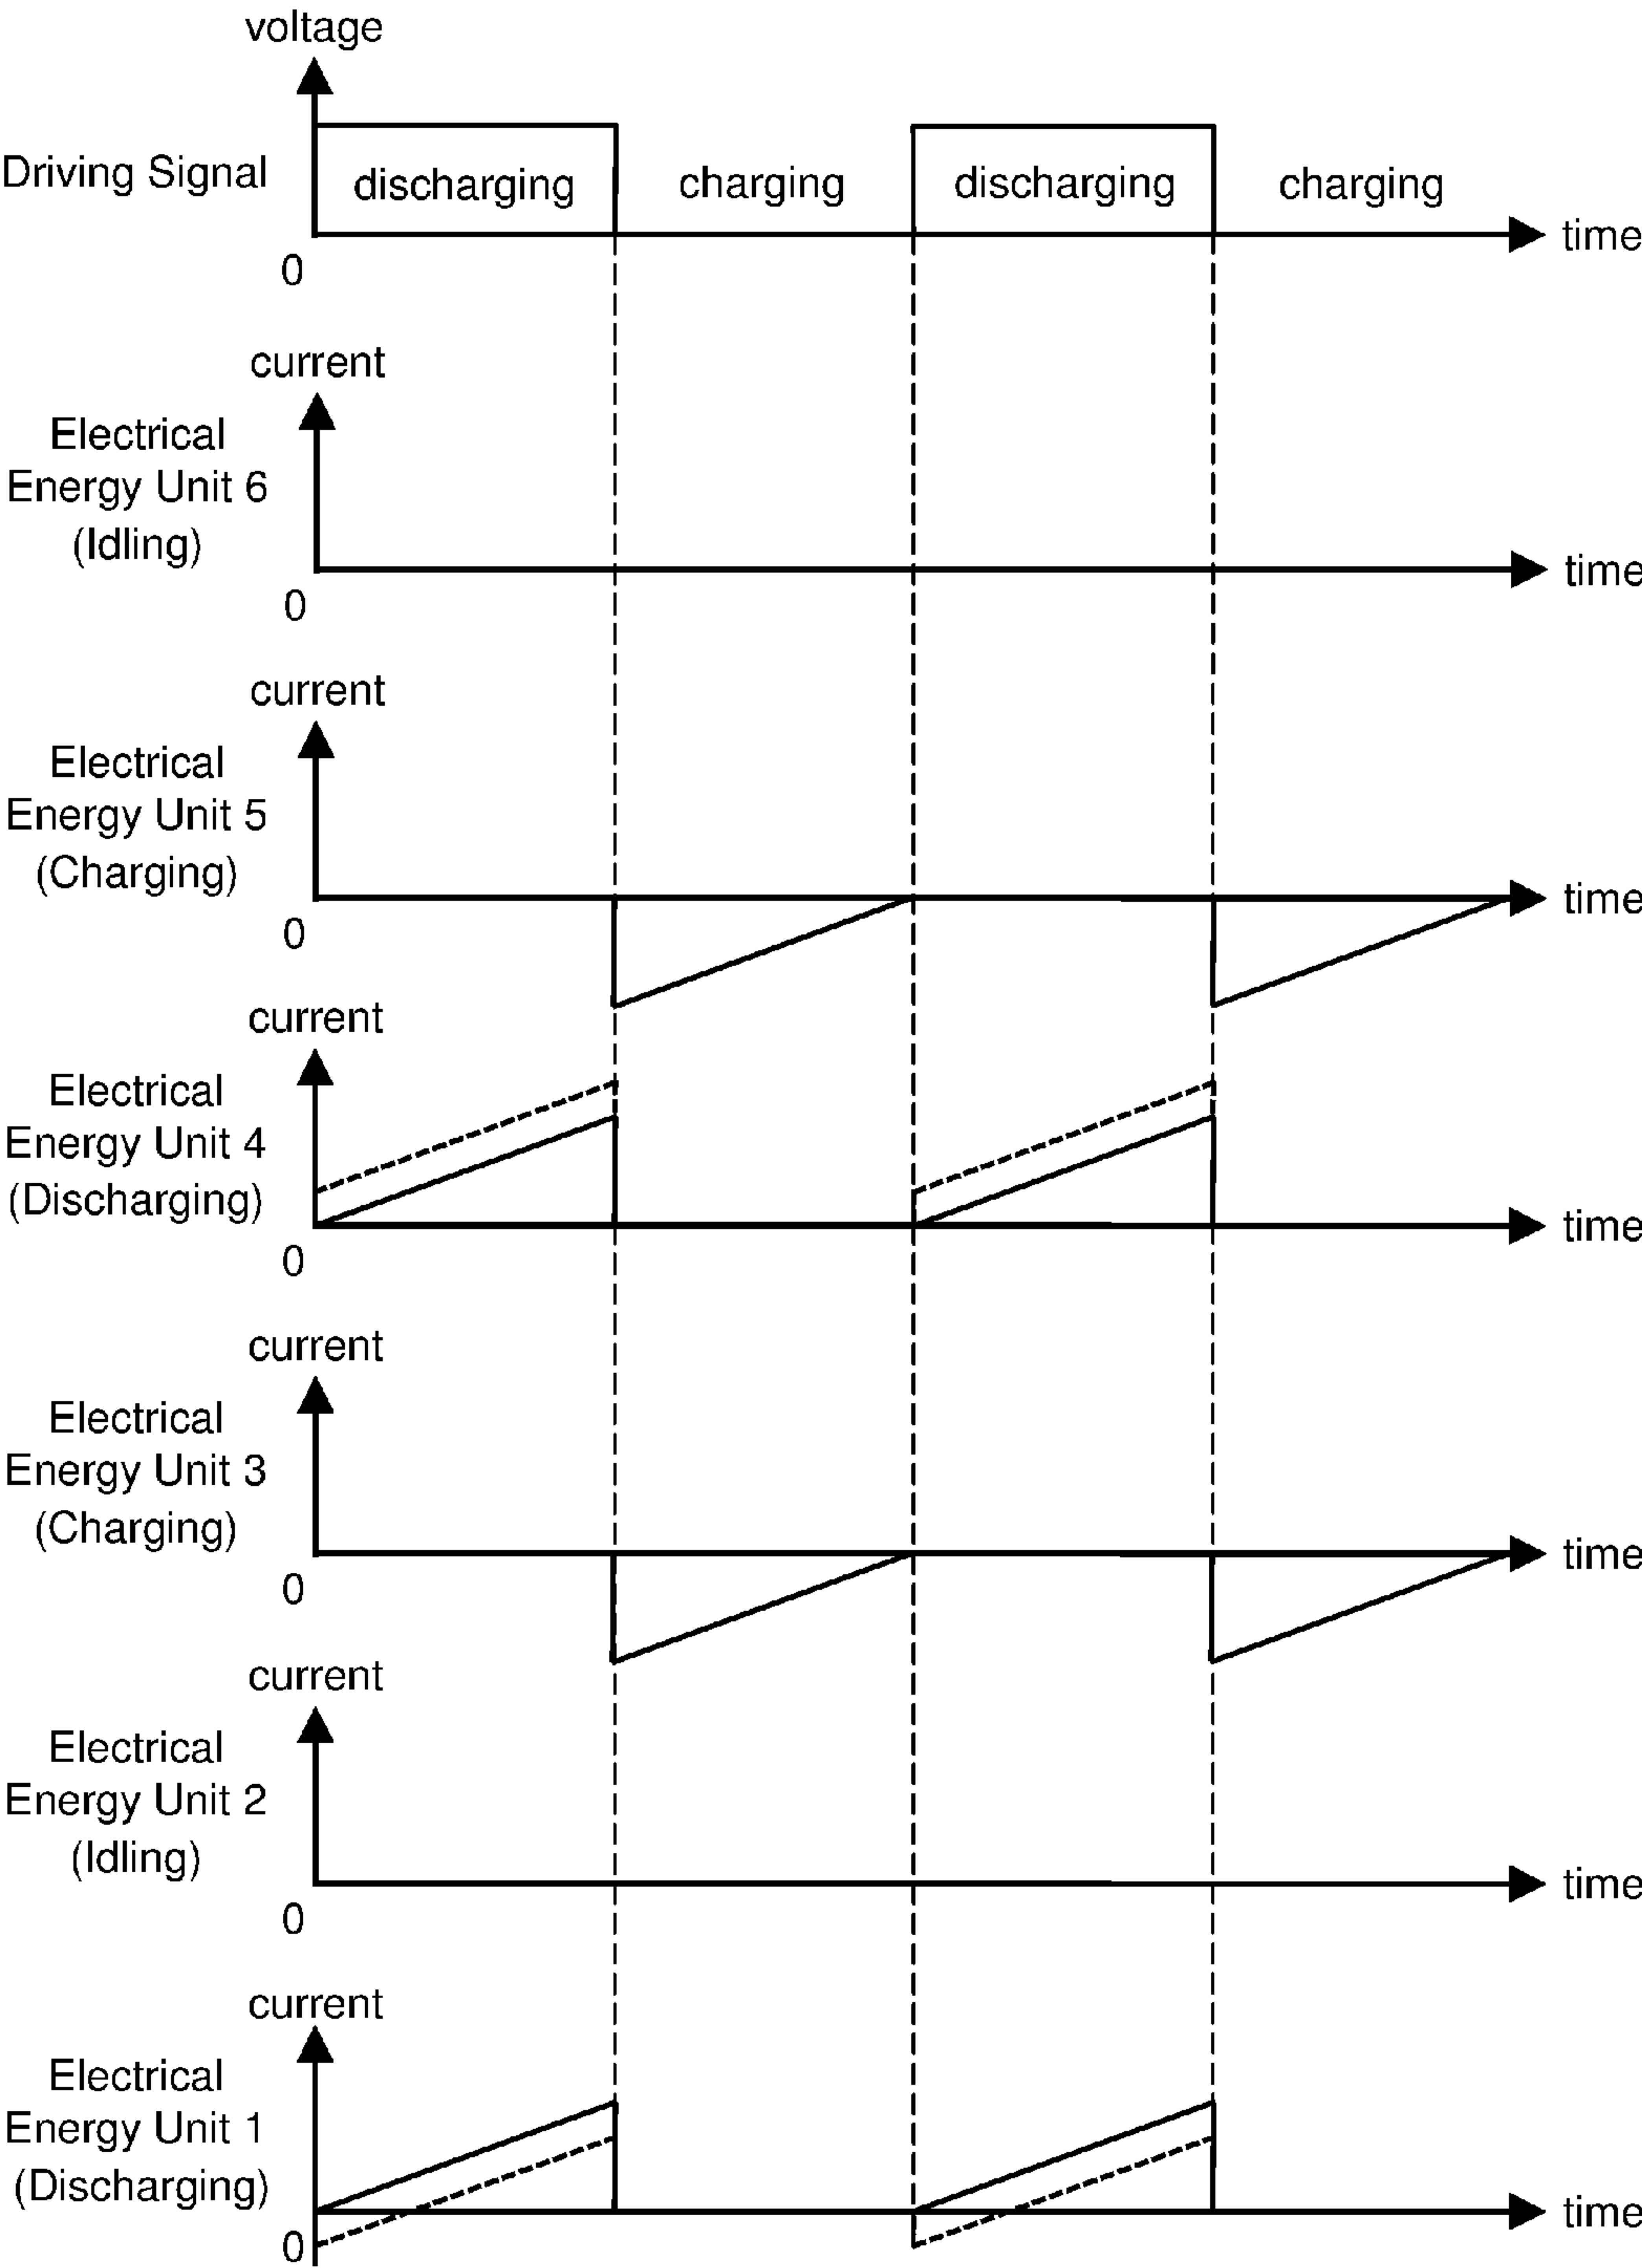 voltage
Driving Signal
discharging
charging
discharging
charging
time
0
current
Electrical
Energy Unit 6
(Idling)
time
0
current
Electrical
Energy Unit 5
(Charging)
time
0
current
Electrical
Energy Unit 4
(Discharging)
time
0
current
Electrical
Energy Unit 3
(Charging)
time
0
current
Electrical
Energy Unit 2
(Idling)
time
0
current
Electrical
Energy Unit 1
(Discharging)
time
0